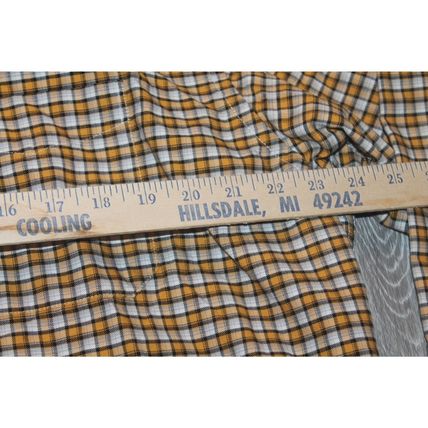 16 17 18 19 20 21 22 23 24 25
COOLING HILLSDALE, MI 49242